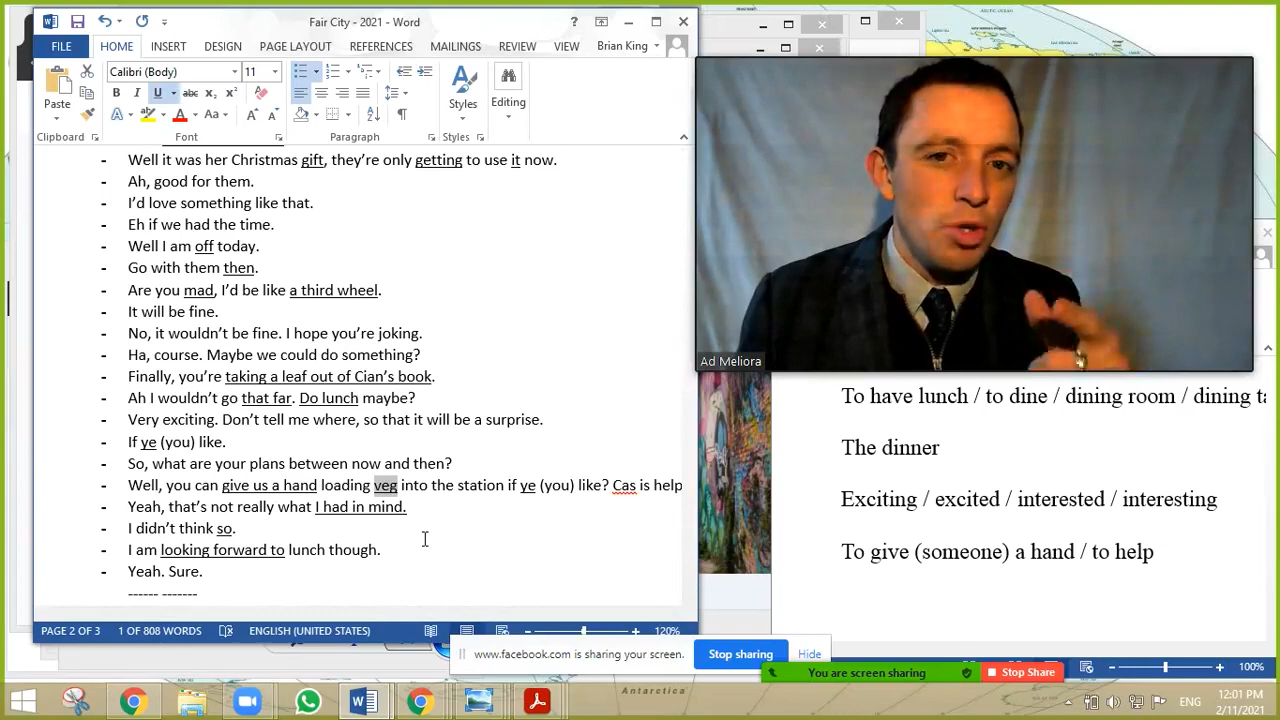 Fair City - 2021 - Word
FILE HOME INSERT DESIGN PAGE LAYOUT REFERENCES MAILINGS REVIEW VIEW Brian King
Calibri (Body) 11
Paste
Styles
Editing
Clipboard Font Paragraph Styles
- Well it was her Christmas gift, they're only getting to use it now.
- Ah, good for them.
- I'd love something like that.
- Eh if we had the time.
- Well I am off today.
- Go with them then.
- Are you mad, I'd be like a third wheel.
- It will be fine.
- No, it wouldn't be fine. I hope you're joking.
- Ha, course. Maybe we could do something?
- Finally, you're taking a leaf out of Cian's book.
- Ah I wouldn't go that far. Do lunch maybe?
- Very exciting. Don't tell me where, so that it will be a surprise.
- If ye (you) like.
- So, what are your plans between now and then?
- Well, you can give us a hand loading veg into the station if ye (you) like? Cas is help
- Yeah, that's not really what I had in mind.
- I didn't think so.
- I am looking forward to lunch though.
- Yeah. Sure.
------ -------
PAGE 2 OF 3 1 OF 808 WORDS ENGLISH (UNITED STATES) 120%
Ad Meliora
To have lunch / to dine / dining room / dining ta
The dinner
Exciting / excited / interested / interesting
To give (someone) a hand / to help
100%
www.facebook.com is sharing your screen. Stop sharing Hide
You are screen sharing Stop Share
Antarctica
ENG
12:01 PM
2/11/2021